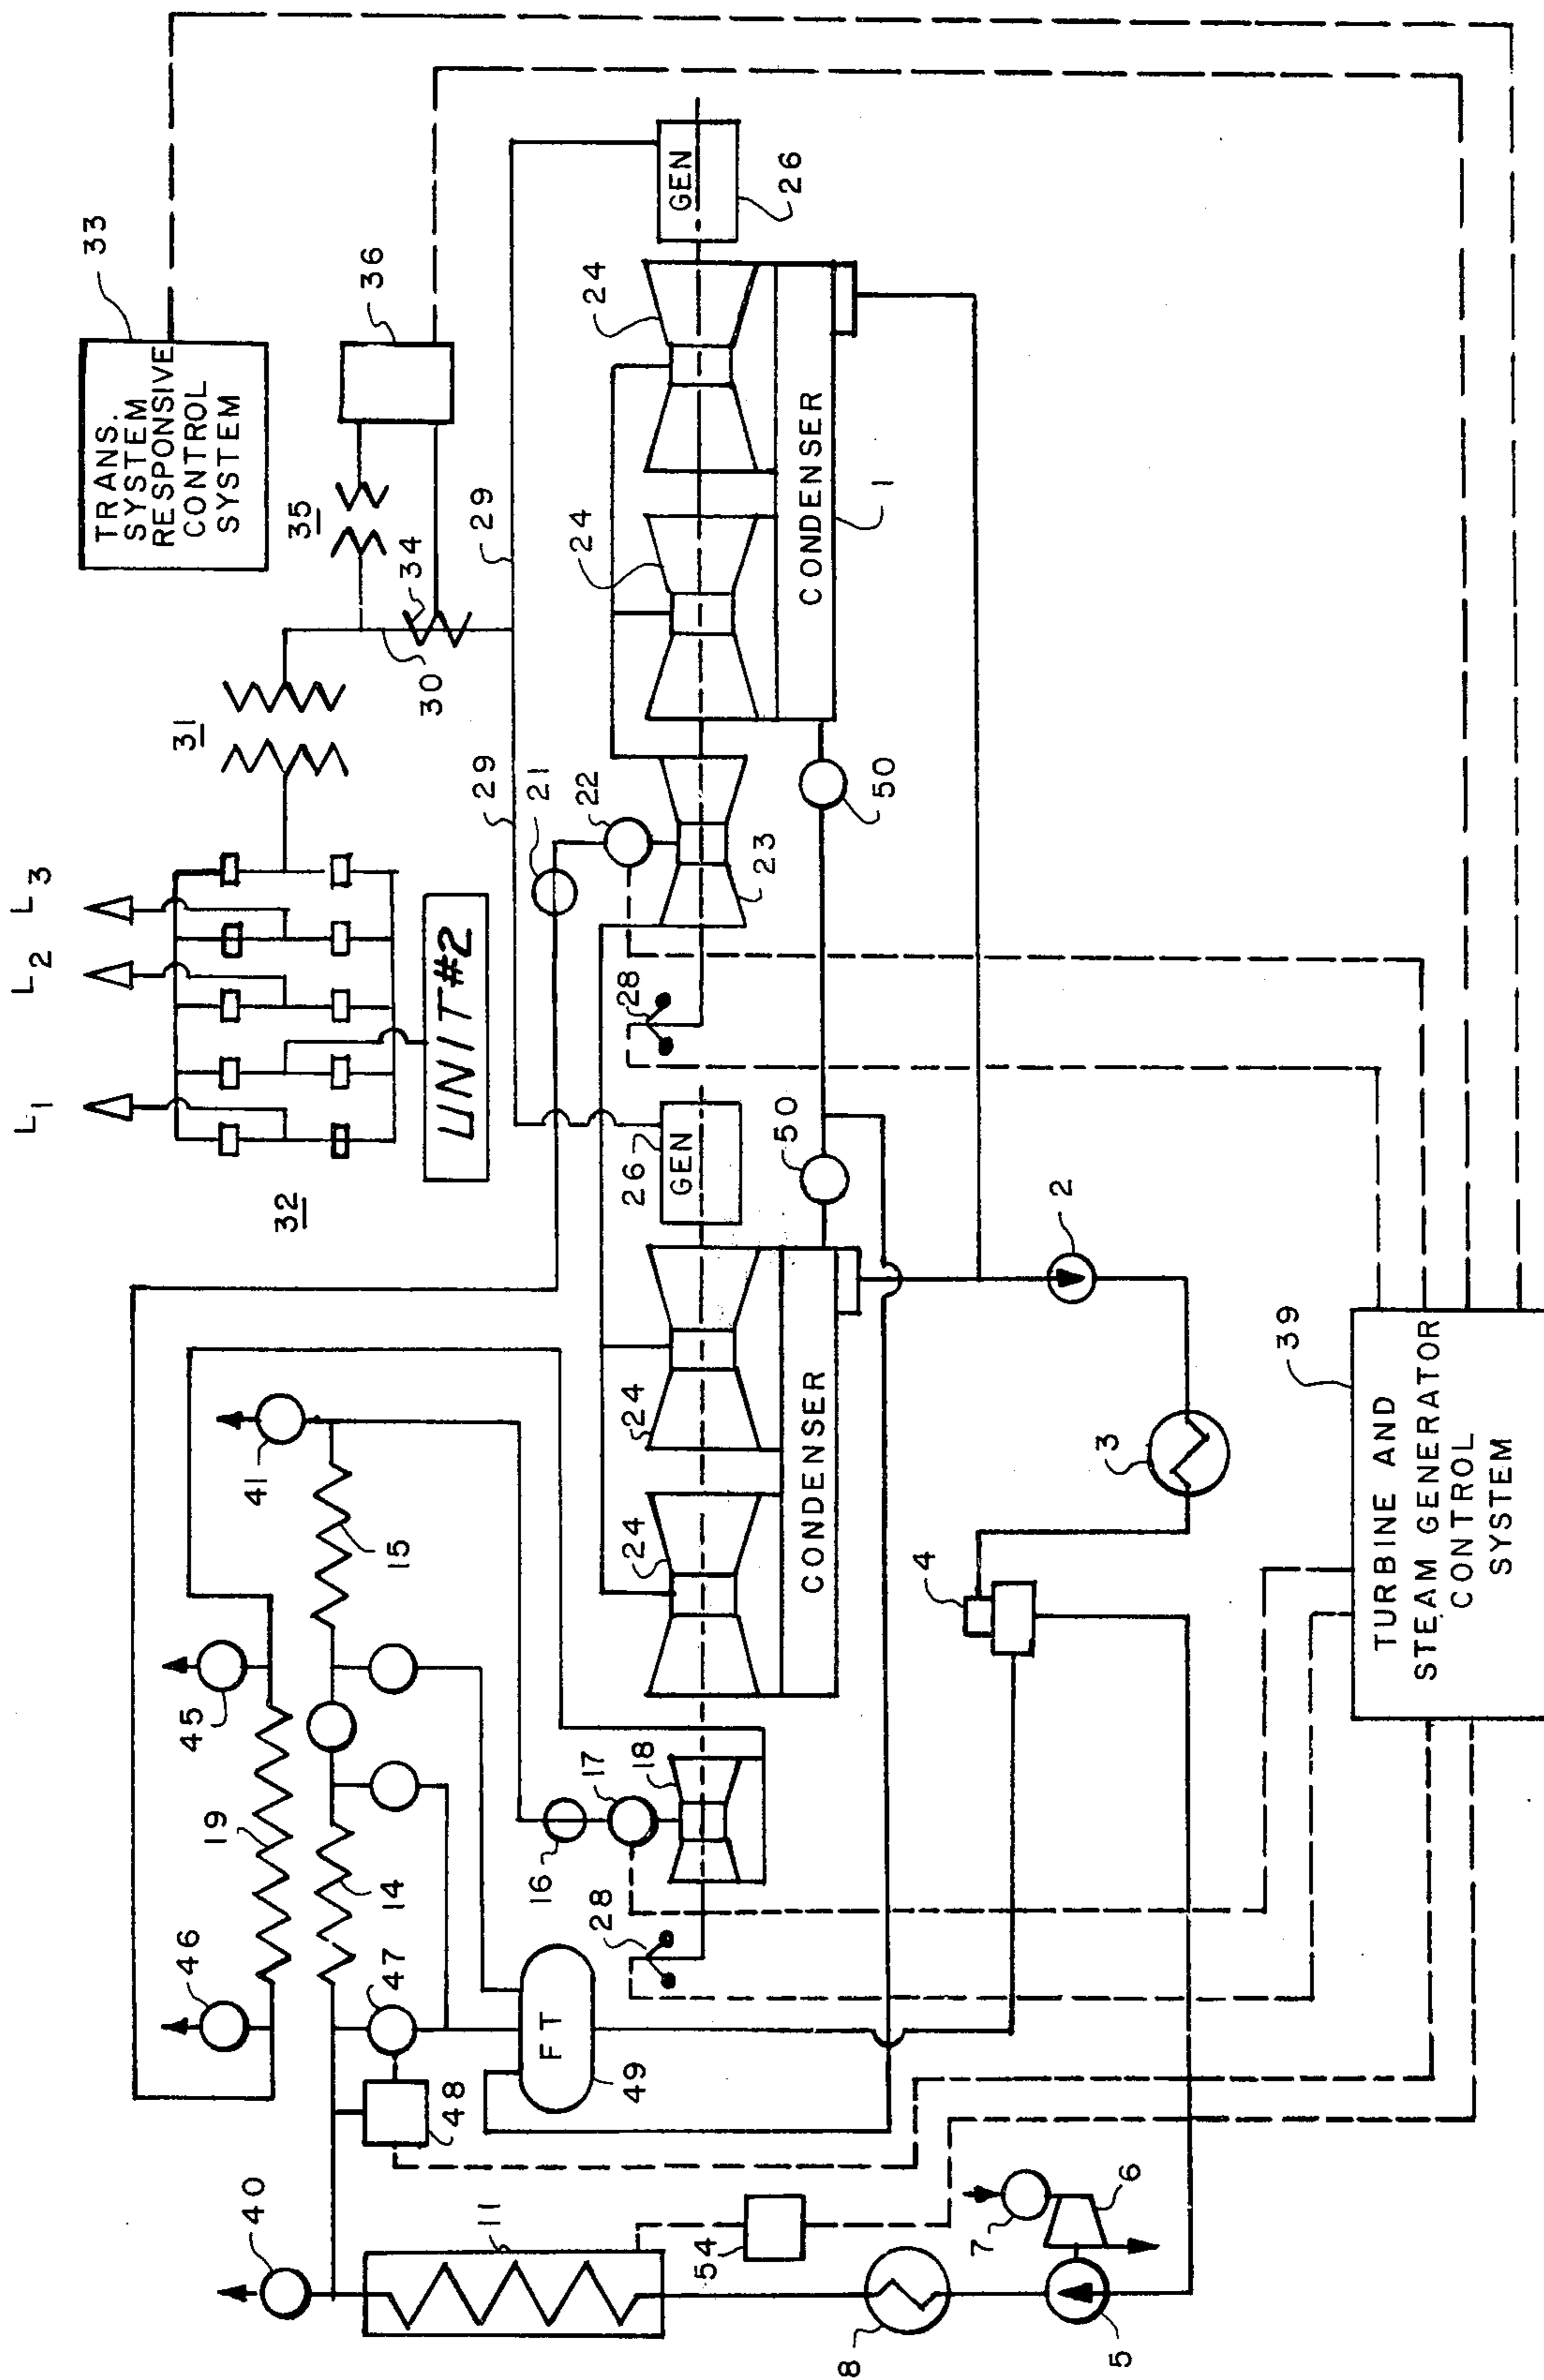 L1
L2
L3
TRANS.
SYSTEM
RESPONSIVE
CONTROL
SYSTEM
33
31
35
36
34
30
32
UNIT#2
29
29
21
22
23
24
24
GEN
26
CONDENSER
1
28
50
50
GEN
26
24
24
CONDENSER
2
3
4
39
TURBINE AND
STEAM GENERATOR
CONTROL
SYSTEM
41
15
45
19
14
46
47
48
FT
49
16
17
18
28
40
11
54
8
7
6
5